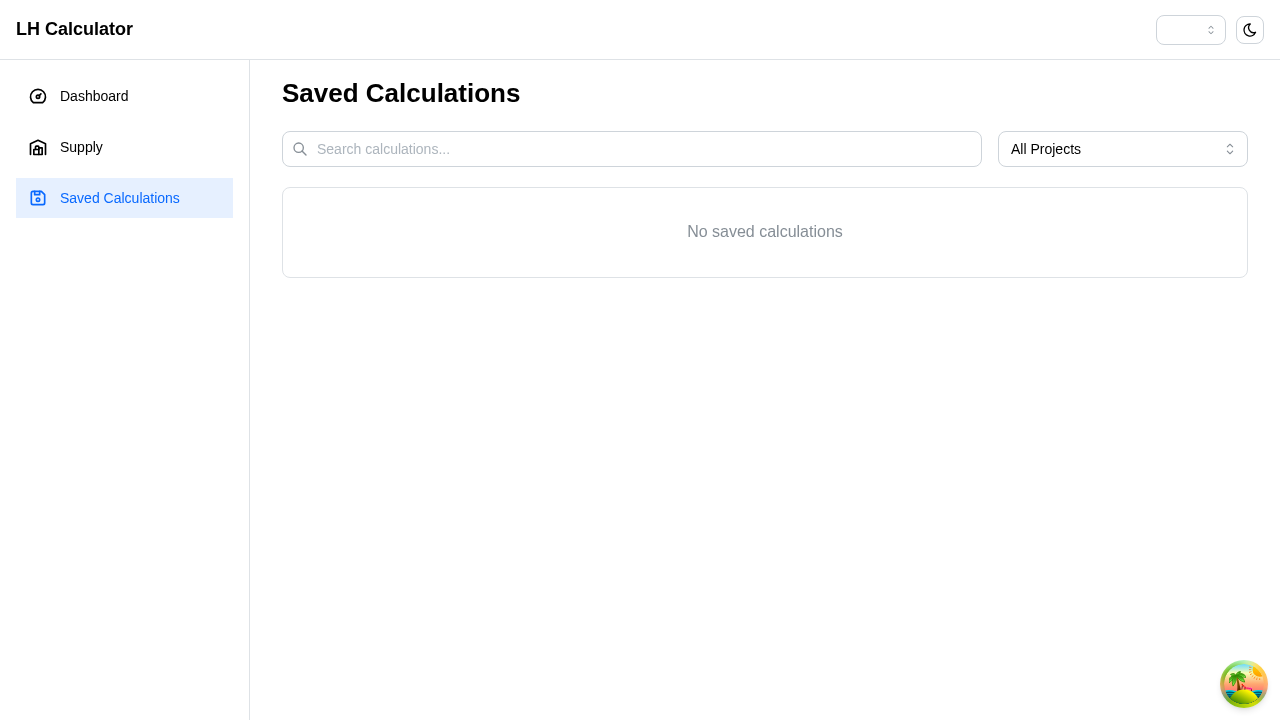 LH Calculator
Dashboard
Supply
Saved Calculations
Saved Calculations
Search calculations...
All Projects
No saved calculations